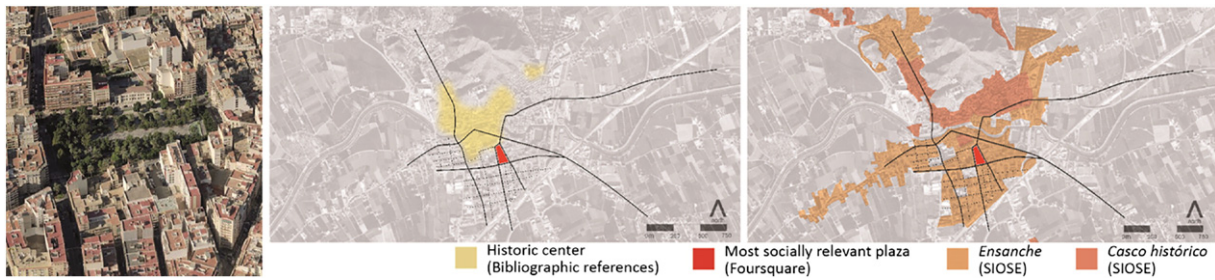 Historic center
(Bibliographic references)
Most socially relevant plaza
(Foursquare)
Ensanche
(SIOSE)
Casco histórico
(SIOSE)